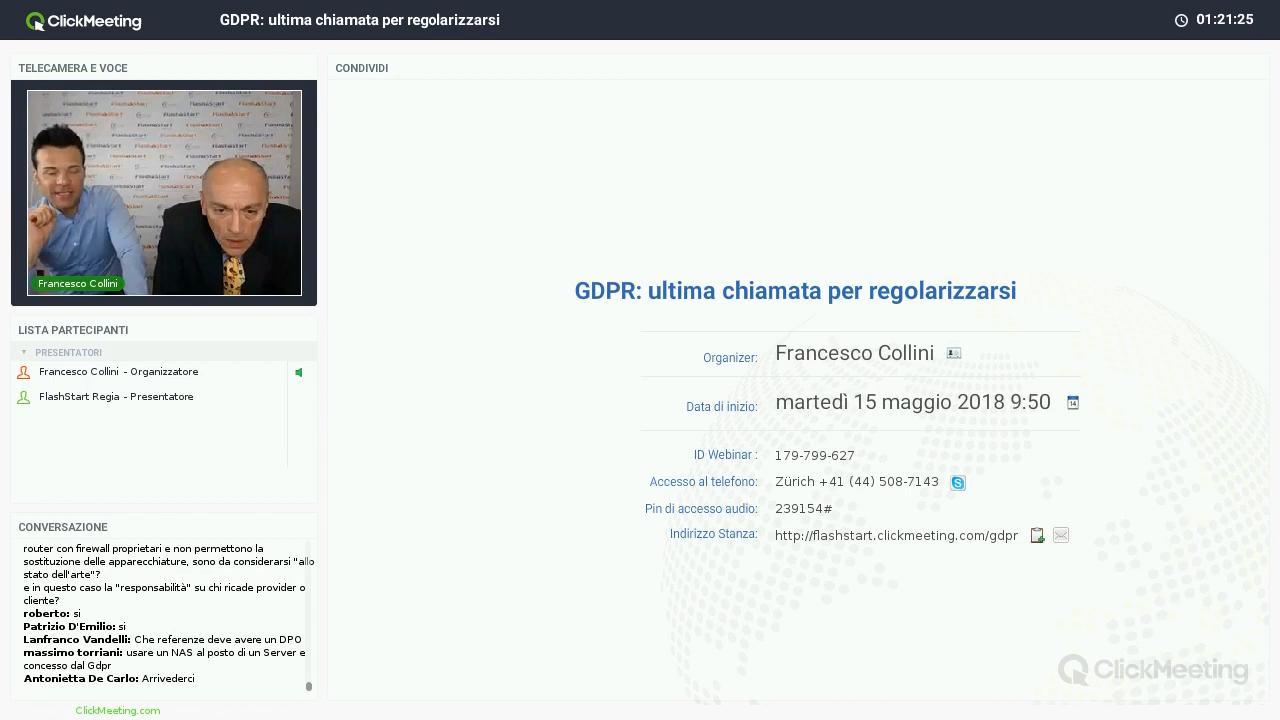 ClickMeeting
GDPR: ultima chiamata per regolarizzarsi
01:21:25
TELECAMERA E VOCE
Francesco Collini
LISTA PARTECIPANTI
PRESENTATORI
Francesco Collini - Organizzatore
FlashStart Regia - Presentatore
CONVERSAZIONE
router con firewall proprietari e non permettono la
sostituzione delle apparecchiature, sono da considerarsi "allo
stato dell'arte"?
e in questo caso la "responsabilità" su chi ricade provider o
cliente?
roberto: si
Patrizio D'Emilio: si
Lanfranco Vandelli: Che referenze deve avere un DPO
massimo torriani: usare un NAS al posto di un Server e
concesso dal Gdpr
Antonietta De Carlo: Arrivederci
ClickMeeting.com
CONDIVIDI
GDPR: ultima chiamata per regolarizzarsi
Organizer: Francesco Collini
Data di inizio: martedì 15 maggio 2018 9:50
14
ID Webinar : 179-799-627
Accesso al telefono: Zürich +41 (44) 508-7143
Pin di accesso audio: 239154#
Indirizzo Stanza: http://flashstart.clickmeeting.com/gdpr
ClickMeeting